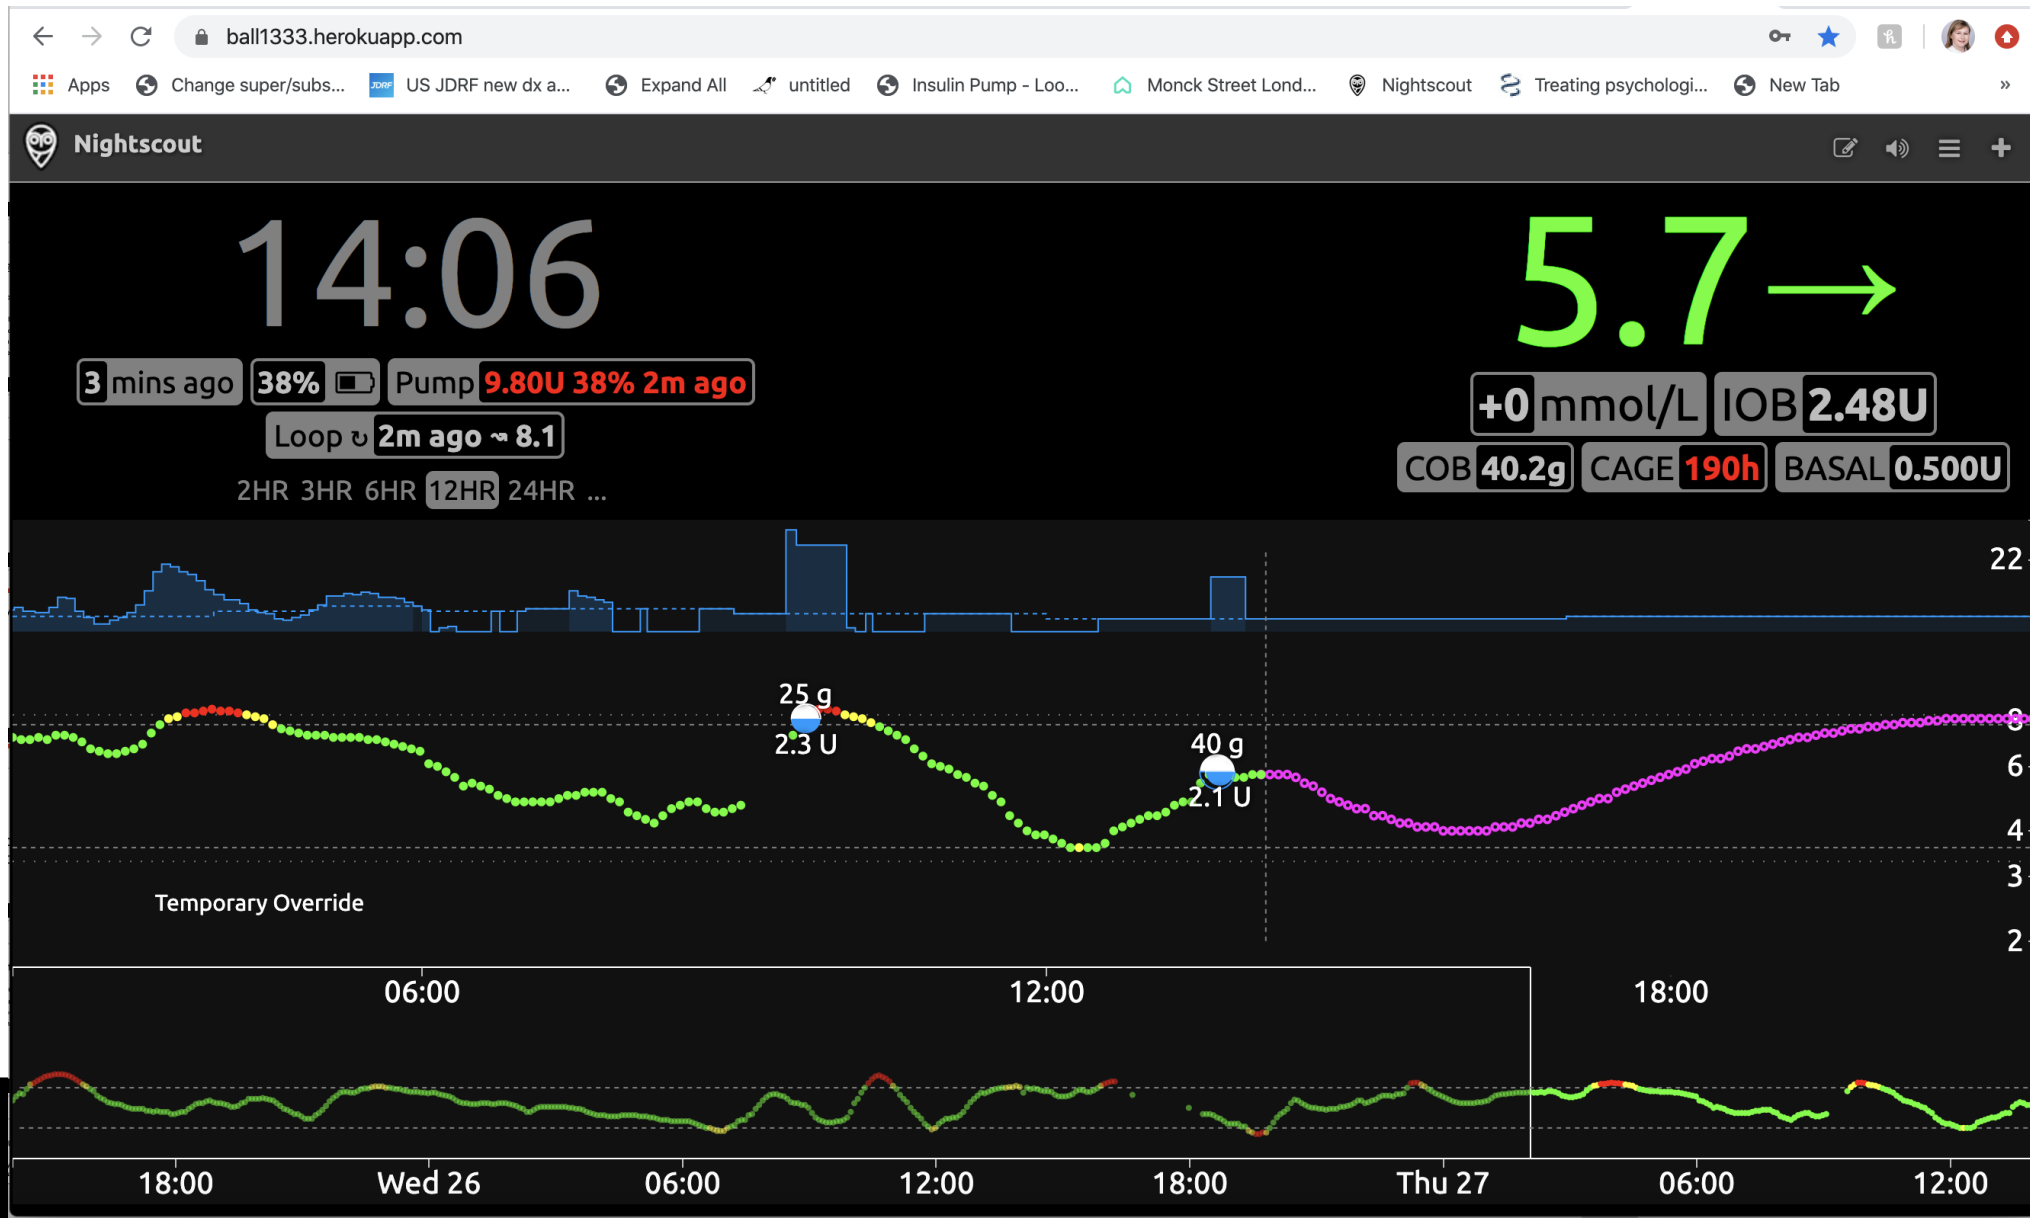 ball1333.herokuapp.com
Apps Change super/subs... JDRF US JDRF new dx a... Expand All untitled Insulin Pump - Loo... Monck Street Lond... Nightscout Treating psychologi... New Tab »
Nightscout
14:06
5.7→
3 mins ago 38% Pump 9.80U 38% 2m ago
+0 mmol/L IOB 2.48U
Loop ↻ 2m ago ↝ 8.1
COB 40.2g CAGE 190h BASAL 0.500U
2HR 3HR 6HR 12HR 24HR ...
22
25 g
2.3 U
8
40 g
2.1 U
6
4
3
Temporary Override
2
06:00 12:00 18:00
18:00 Wed 26 06:00 12:00 18:00 Thu 27 06:00 12:00